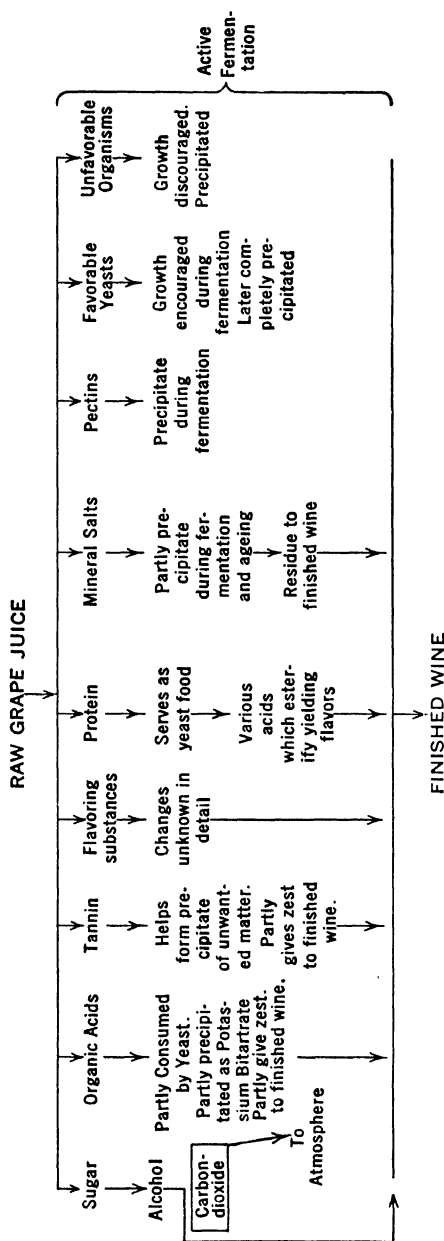 RAW GRAPE JUICE
Sugar
Alcohol
Carbon-
dioxide
To
Atmosphere
Organic Acids
Partly Consumed
by Yeast.
Partly precipi-
tated as Potas-
sium Bitartrate
Partly give zest.
to finished wine.
Tannin
Helps
form pre-
cipitate
of unwant-
ed matter.
Partly
gives zest
to finished
wine.
Flavoring
substances
Changes
unknown in
detail
Protein
Serves as
yeast food
Various
acids
which ester-
ify yielding
flavors
Mineral Salts
Partly pre-
cipitate
during fer-
mentation
and ageing
Residue to
finished wine
Pectins
Precipitate
during
fermentation
Favorable
Yeasts
Growth
encouraged
during
fermentation
Later com-
pletely pre-
cipitated
Unfavorable
Organisms
Growth
discouraged.
Precipitated
Active
Fermen-
tation
FINISHED WINE